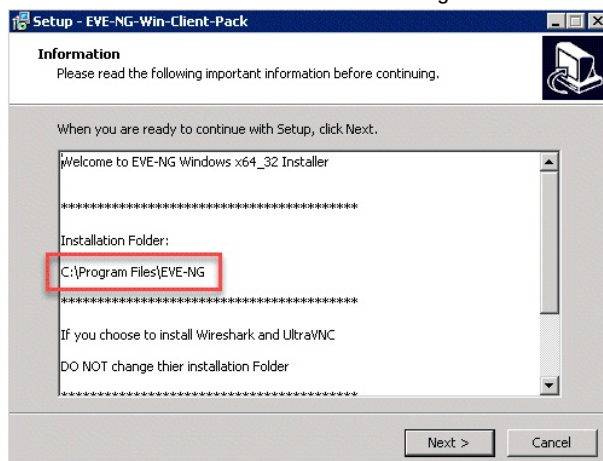 Setup - EVE-NG-Win-Client-Pack
Information
Please read the following important information before continuing.
When you are ready to continue with Setup, click Next.
Welcome to EVE-NG Windows x64_32 Installer
*****************************************
Installation Folder:
C:\Program Files\EVE-NG
*****************************************
If you choose to install Wireshark and UltraVNC
DO NOT change thier installation Folder
*****************************************
Next >
Cancel